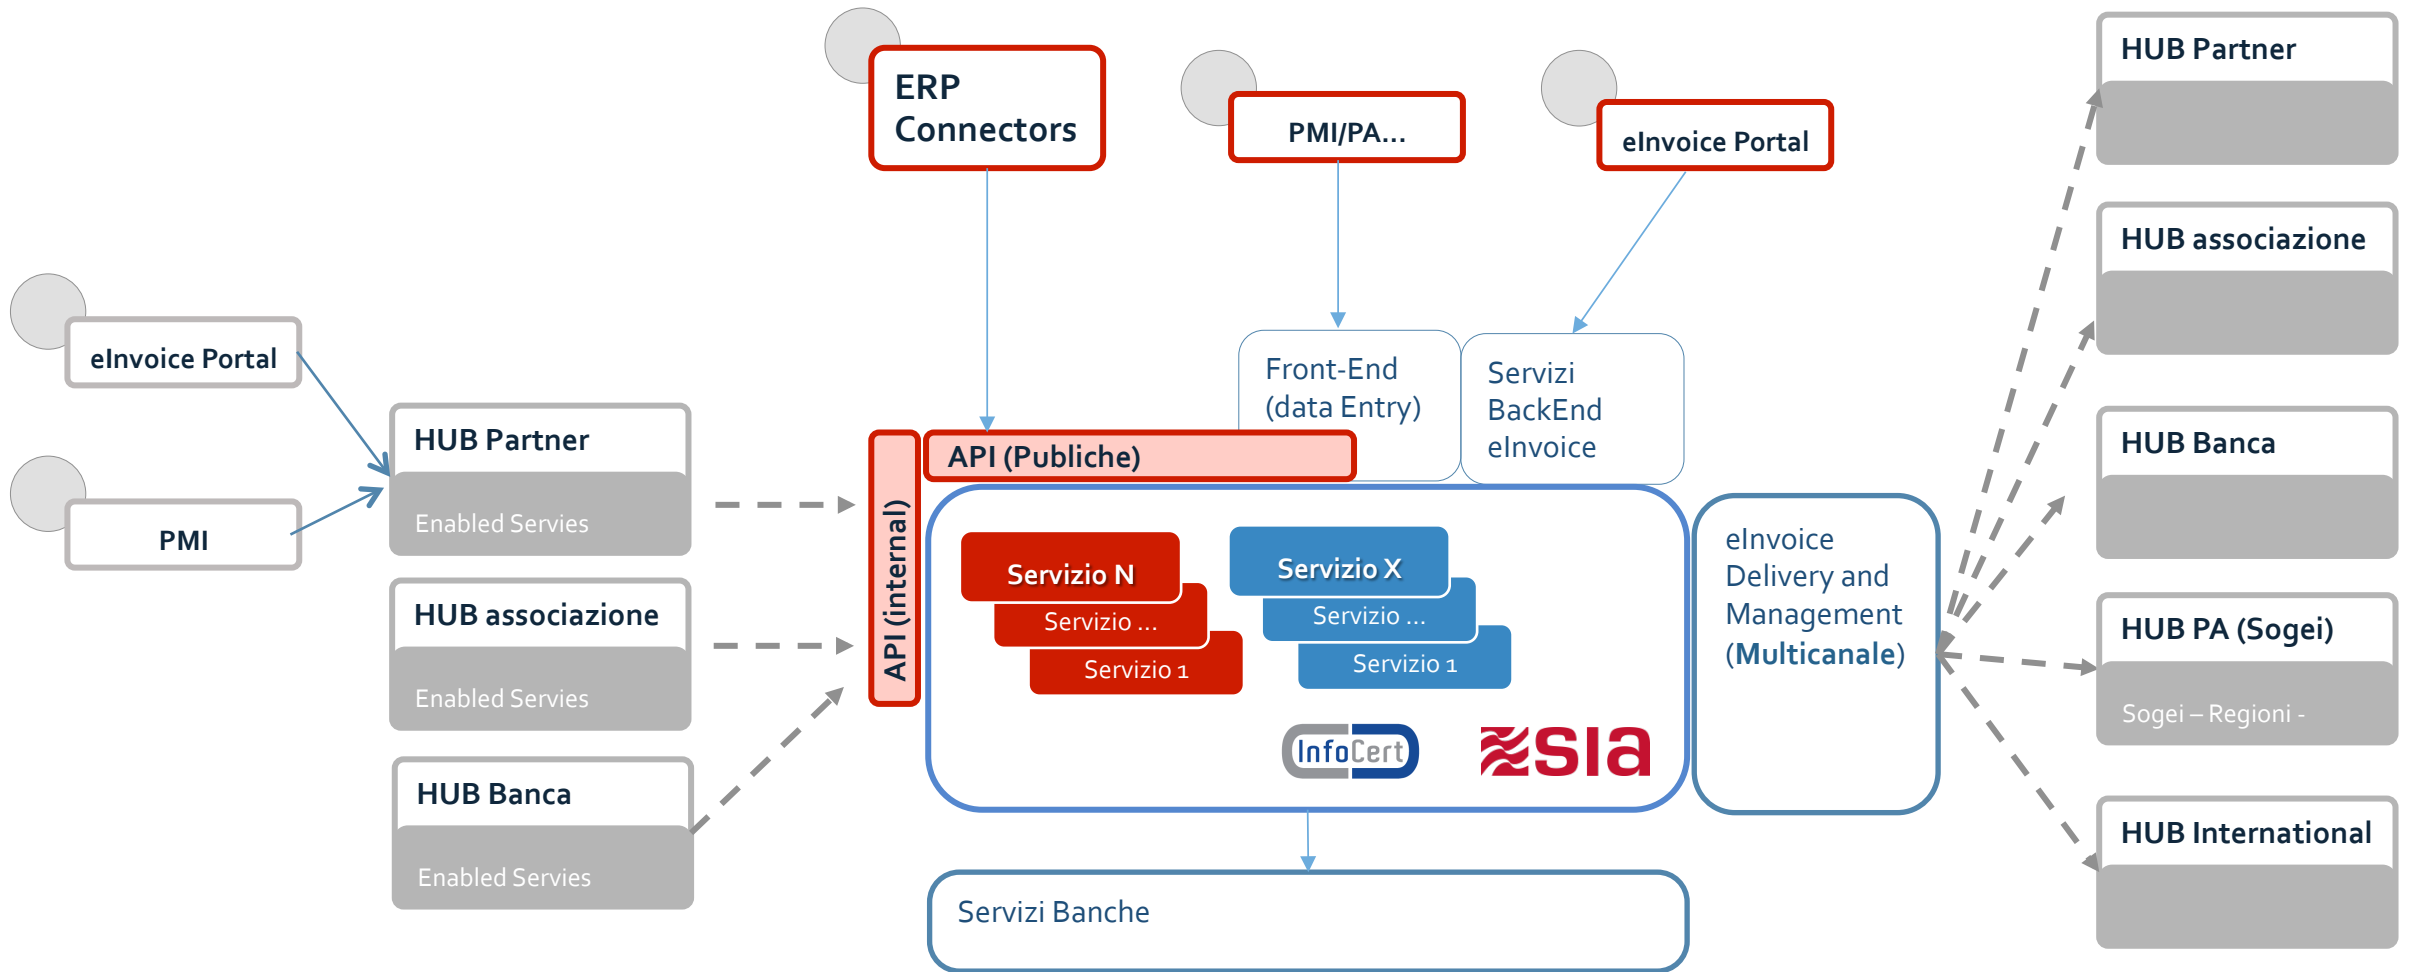 ERP
Connectors
PMI/PA...
eInvoice Portal
eInvoice Portal
PMI
HUB Partner
Enabled Servies
HUB associazione
Enabled Servies
HUB Banca
Enabled Servies
Front-End
(data Entry)
Servizi
BackEnd
eInvoice
API (Publiche)
API (internal)
Servizio N
Servizio ...
Servizio 1
Servizio X
Servizio ...
Servizio 1
InfoCert
sia
eInvoice
Delivery and
Management
(Multicanale)
Servizi Banche
HUB Partner
HUB associazione
HUB Banca
HUB PA (Sogei)
Sogei – Regioni -
HUB International